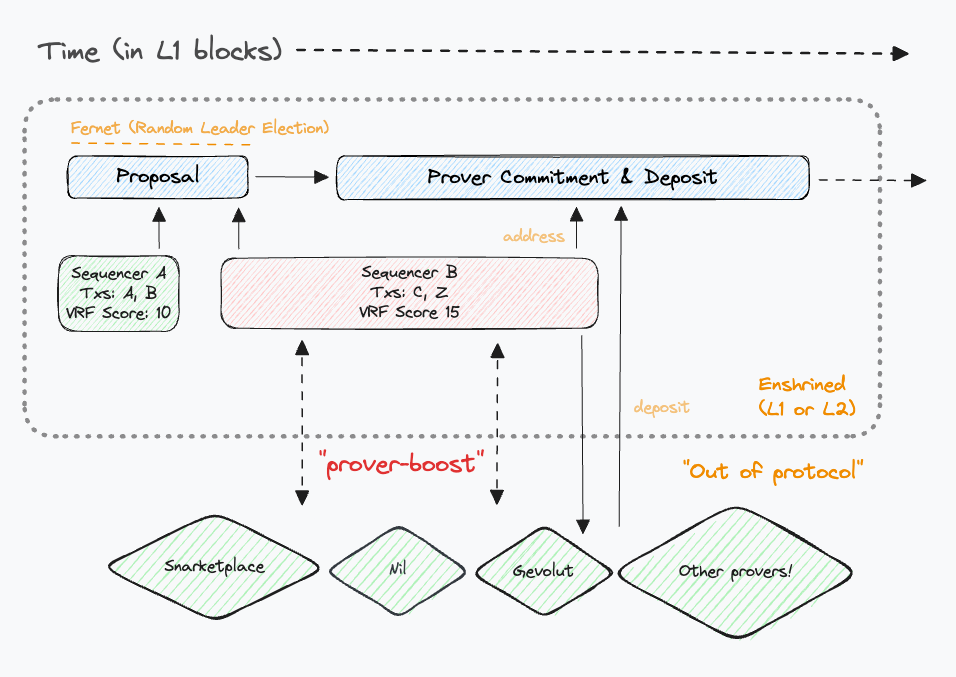 Time (in L1 blocks)
Fernet (Random Leader Election)
Proposal
Prover Commitment & Deposit
address
Sequencer A
Txs: A, B
VRF Score: 10
Sequencer B
Txs: C, Z
VRF Score 15
Enshrined
(L1 or L2)
deposit
"prover-boost"
"Out of protocol"
Snarketplace
Nil
Gevolut
Other provers!